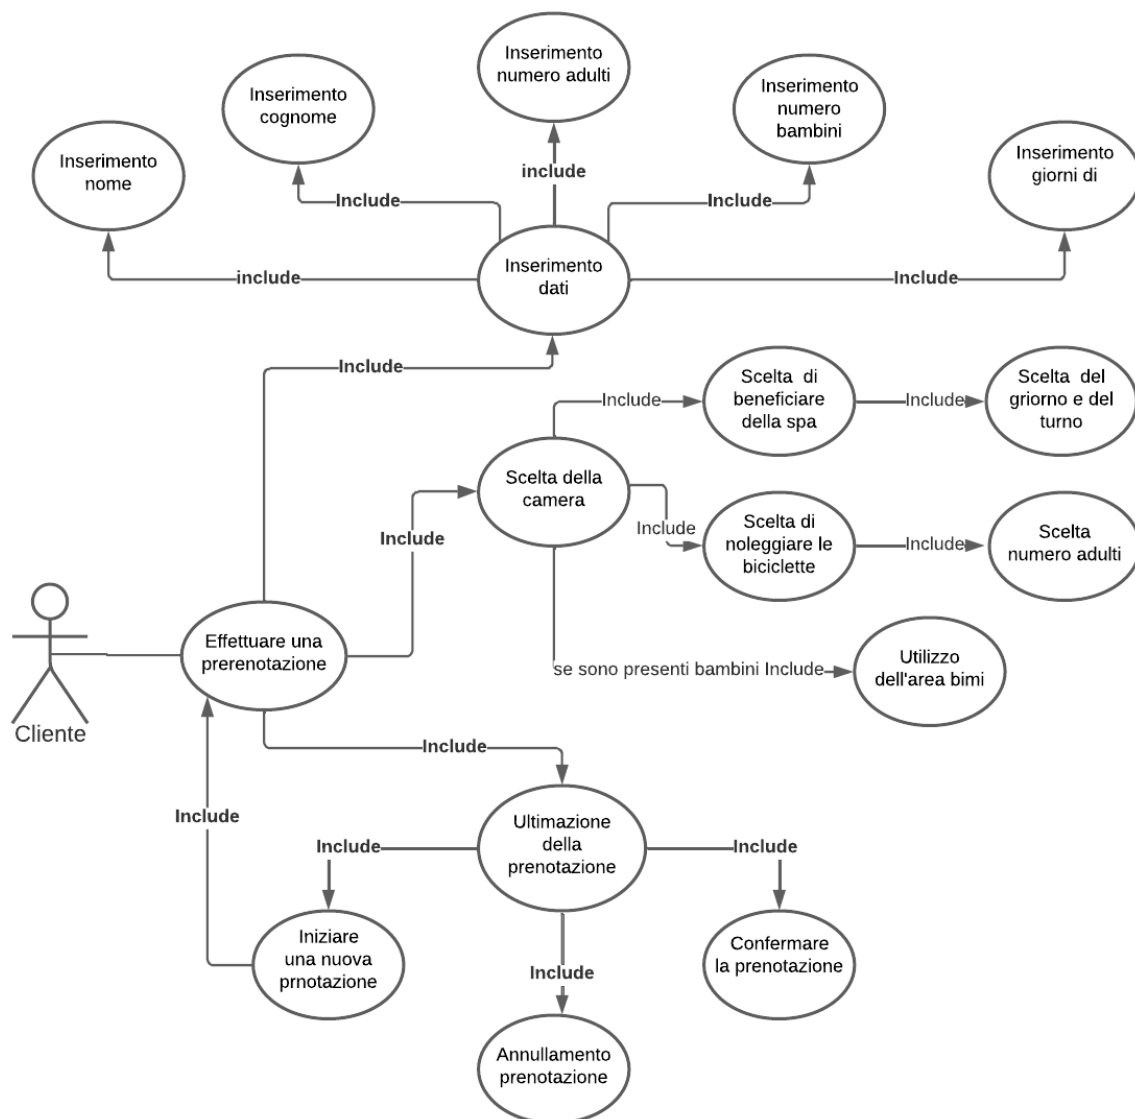 Inserimento
numero adulti
Inserimento
cognome
Inserimento
numero
bambini
Inserimento
nome
Inserimento
giorni di
include
Include
Include
include
Include
Inserimento
dati
Include
Scelta di
beneficiare
della spa
Include
Include
Scelta del
griorno e del
turno
Scelta della
camera
Include
Include
Scelta di
noleggiare le
biciclette
Include
Scelta
numero adulti
Effettuare una
prerenotazione
se sono presenti bambini Include
Utilizzo
dell'area bimi
Cliente
Include
Include
Ultimazione
della
prenotazione
Include
Include
Iniziare
una nuova
prnotazione
Confermare
la prenotazione
Include
Annullamento
prenotazione